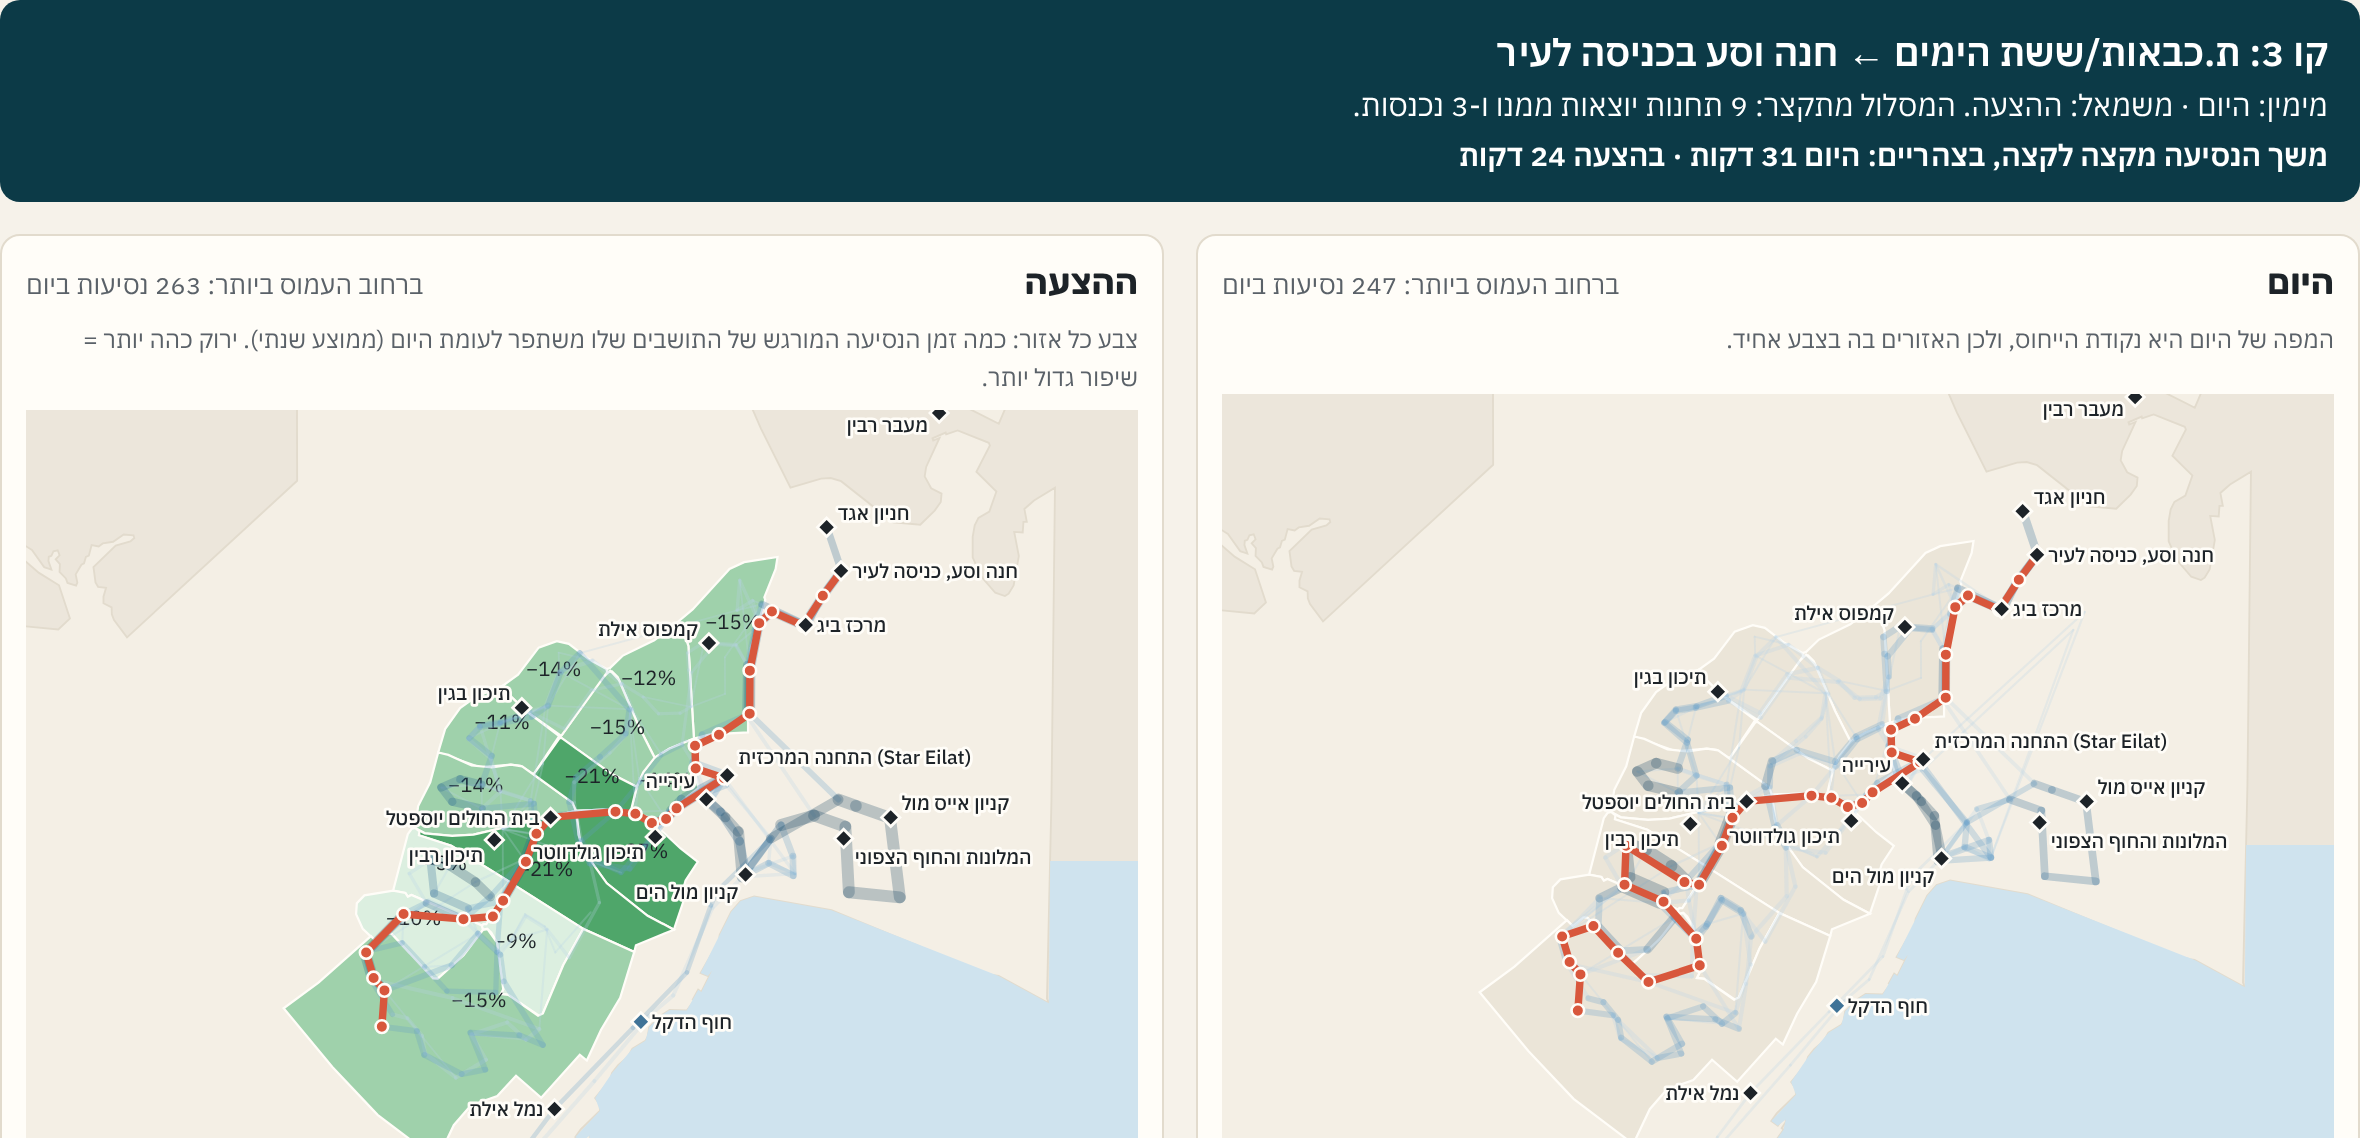 קו 3: ת.כבאות/ששת הימים ← חנה וסע בכניסה לעיר
מימין: היום · משמאל: ההצעה. המסלול מתקצר: 9 תחנות יוצאות ממנו ו-3 נכנסות.
משך הנסיעה מקצה לקצה, בצהריים: היום 31 דקות · בהצעה 24 דקות
היום
ברחוב העמוס ביותר: 247 נסיעות ביום
המפה של היום היא נקודת הייחוס, ולכן האזורים בה בצבע אחיד.
מעבר רבין
חניון אגד
חנה וסע, כניסה לעיר
מרכז ביג
קמפוס אילת
תיכון בגין
התחנה המרכזית (Star Eilat)
עירייה
קניון אייס מול
בית החולים יוספטל
תיכון רבין
תיכון גולדווטר
המלונות והחוף הצפוני
קניון מול הים
חוף הדקל
נמל אילת
ההצעה
ברחוב העמוס ביותר: 263 נסיעות ביום
צבע כל אזור: כמה זמן הנסיעה המורגש של התושבים שלו משתפר לעומת היום (ממוצע שנתי). ירוק כהה יותר =
שיפור גדול יותר.
מעבר רבין
חניון אגד
חנה וסע, כניסה לעיר
מרכז ביג
−15%
קמפוס אילת
−14%
−12%
תיכון בגין
−11%
−15%
התחנה המרכזית (Star Eilat)
−21%
עירייה
−14%
קניון אייס מול
בית החולים יוספטל
תיכון רבין
תיכון גולדווטר
המלונות והחוף הצפוני
−21%
קניון מול הים
−10%
−9%
−15%
חוף הדקל
נמל אילת